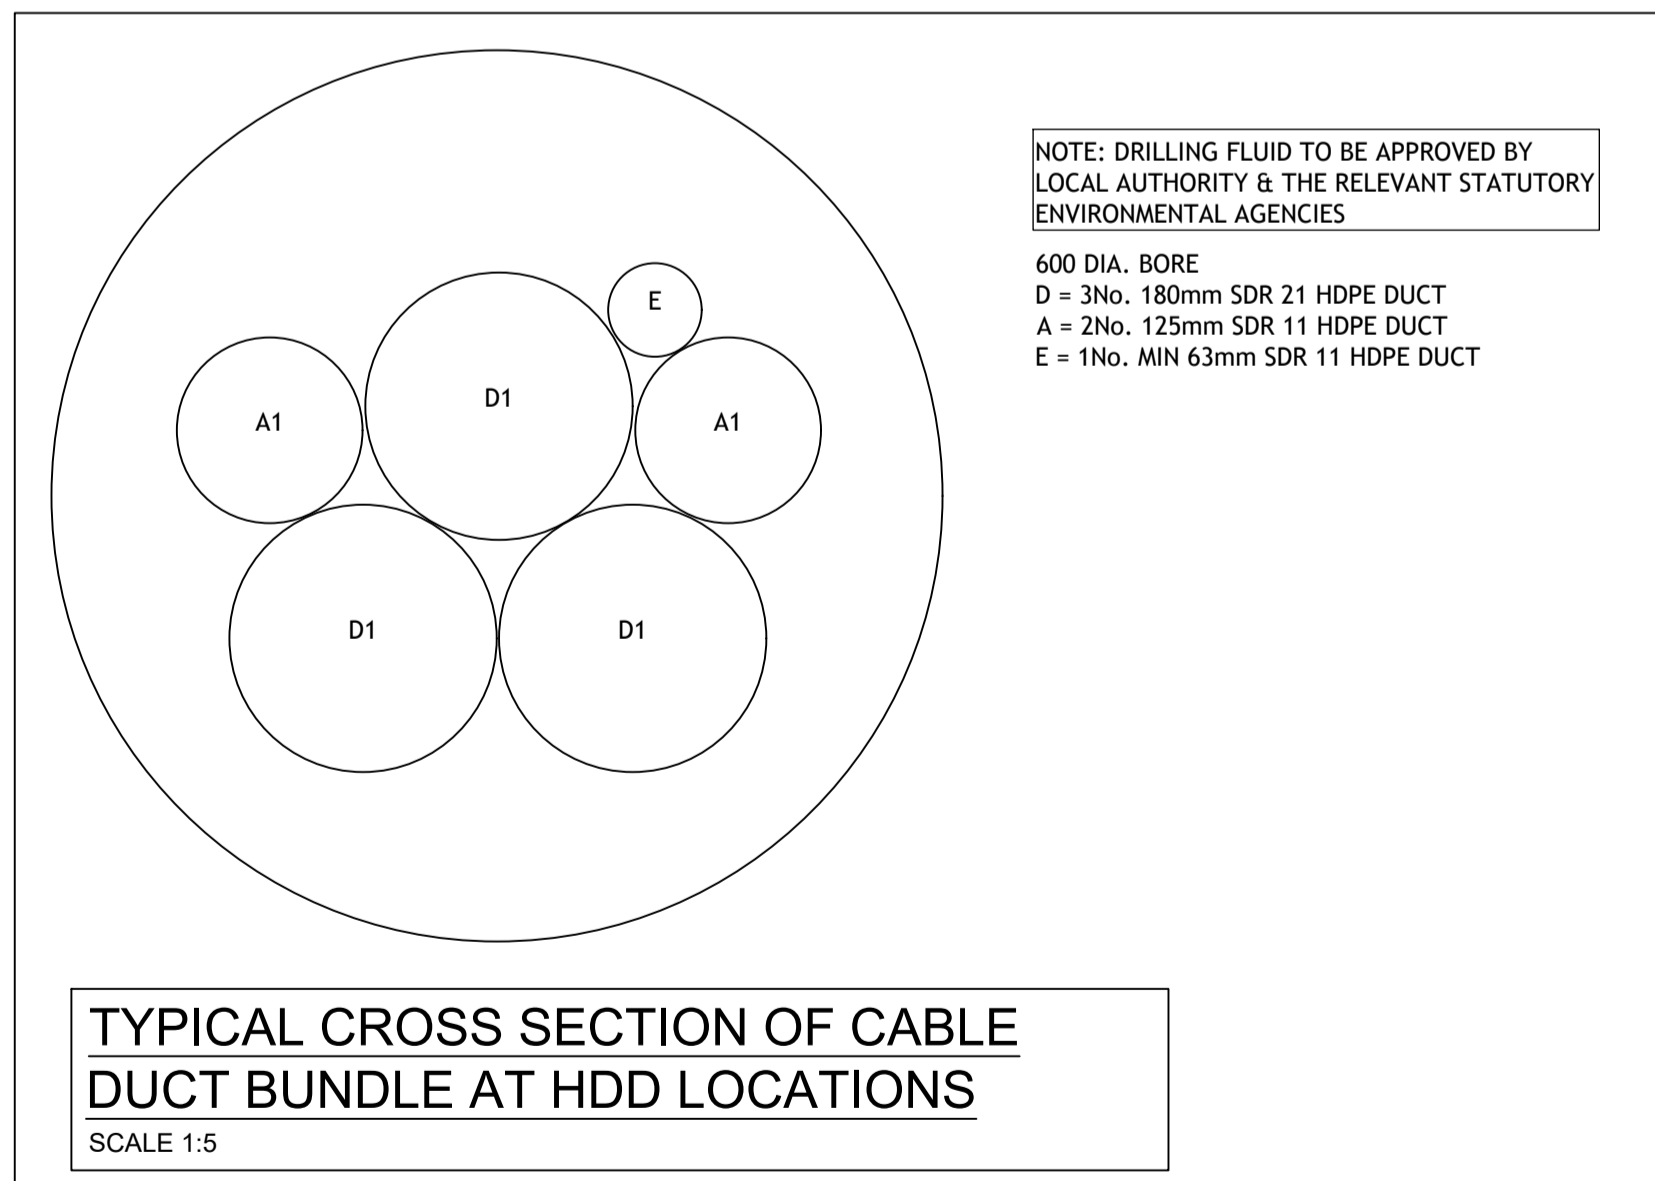 NOTE: DRILLING FLUID TO BE APPROVED BY
LOCAL AUTHORITY & THE RELEVANT STATUTORY
ENVIRONMENTAL AGENCIES
600 DIA. BORE
D = 3No. 180mm SDR 21 HDPE DUCT
A = 2No. 125mm SDR 11 HDPE DUCT
E = 1No. MIN 63mm SDR 11 HDPE DUCT
E
D1
A1
A1
D1
D1
TYPICAL CROSS SECTION OF CABLE
DUCT BUNDLE AT HDD LOCATIONS
SCALE 1:5